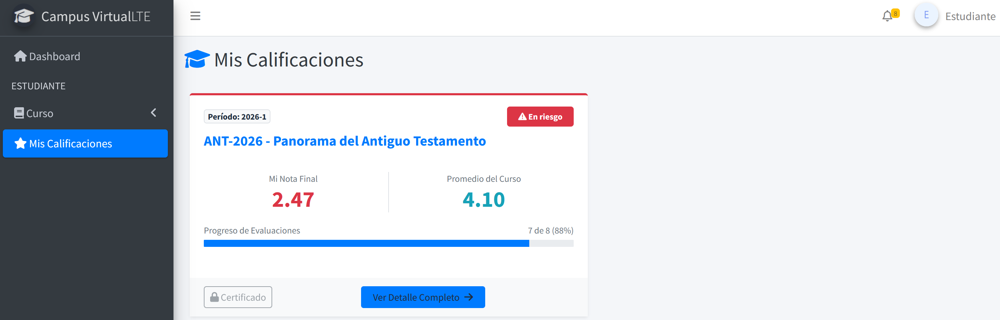 Campus VirtualLTE
8
E
Estudiante
Dashboard
ESTUDIANTE
Curso
Mis Calificaciones
Mis Calificaciones
Período: 2026-1
En riesgo
ANT-2026 - Panorama del Antiguo Testamento
Mi Nota Final
Promedio del Curso
2.47
4.10
Progreso de Evaluaciones
7 de 8 (88%)
Certificado
Ver Detalle Completo →